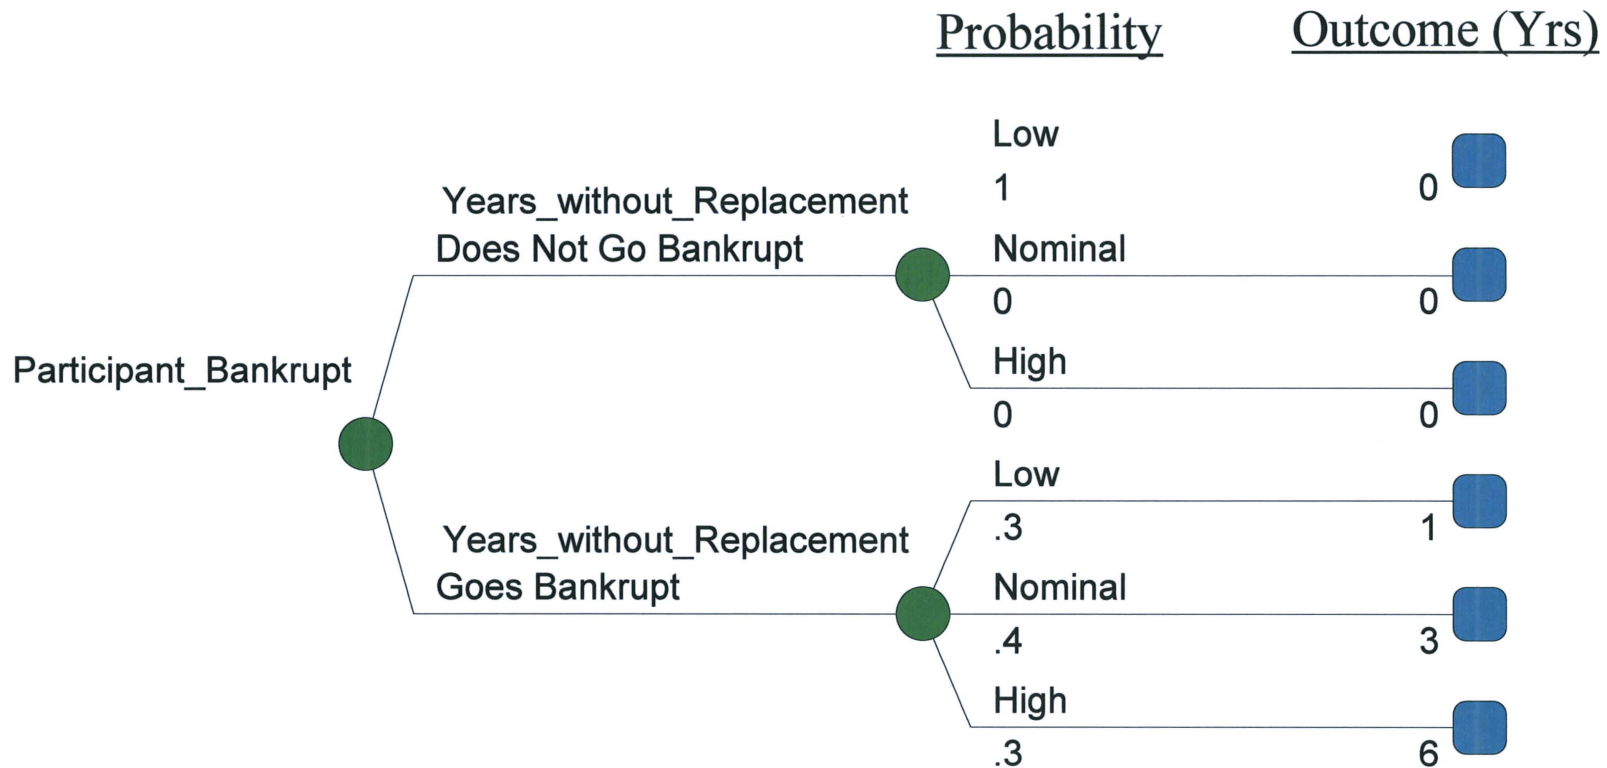 Probability Outcome (Yrs)
Low
1 0
Years_without_Replacement
Does Not Go Bankrupt Nominal
0 0
High
Participant_Bankrupt
0 0
Low
.3 1
Years_without_Replacement
Goes Bankrupt Nominal
.4 3
High
.3 6